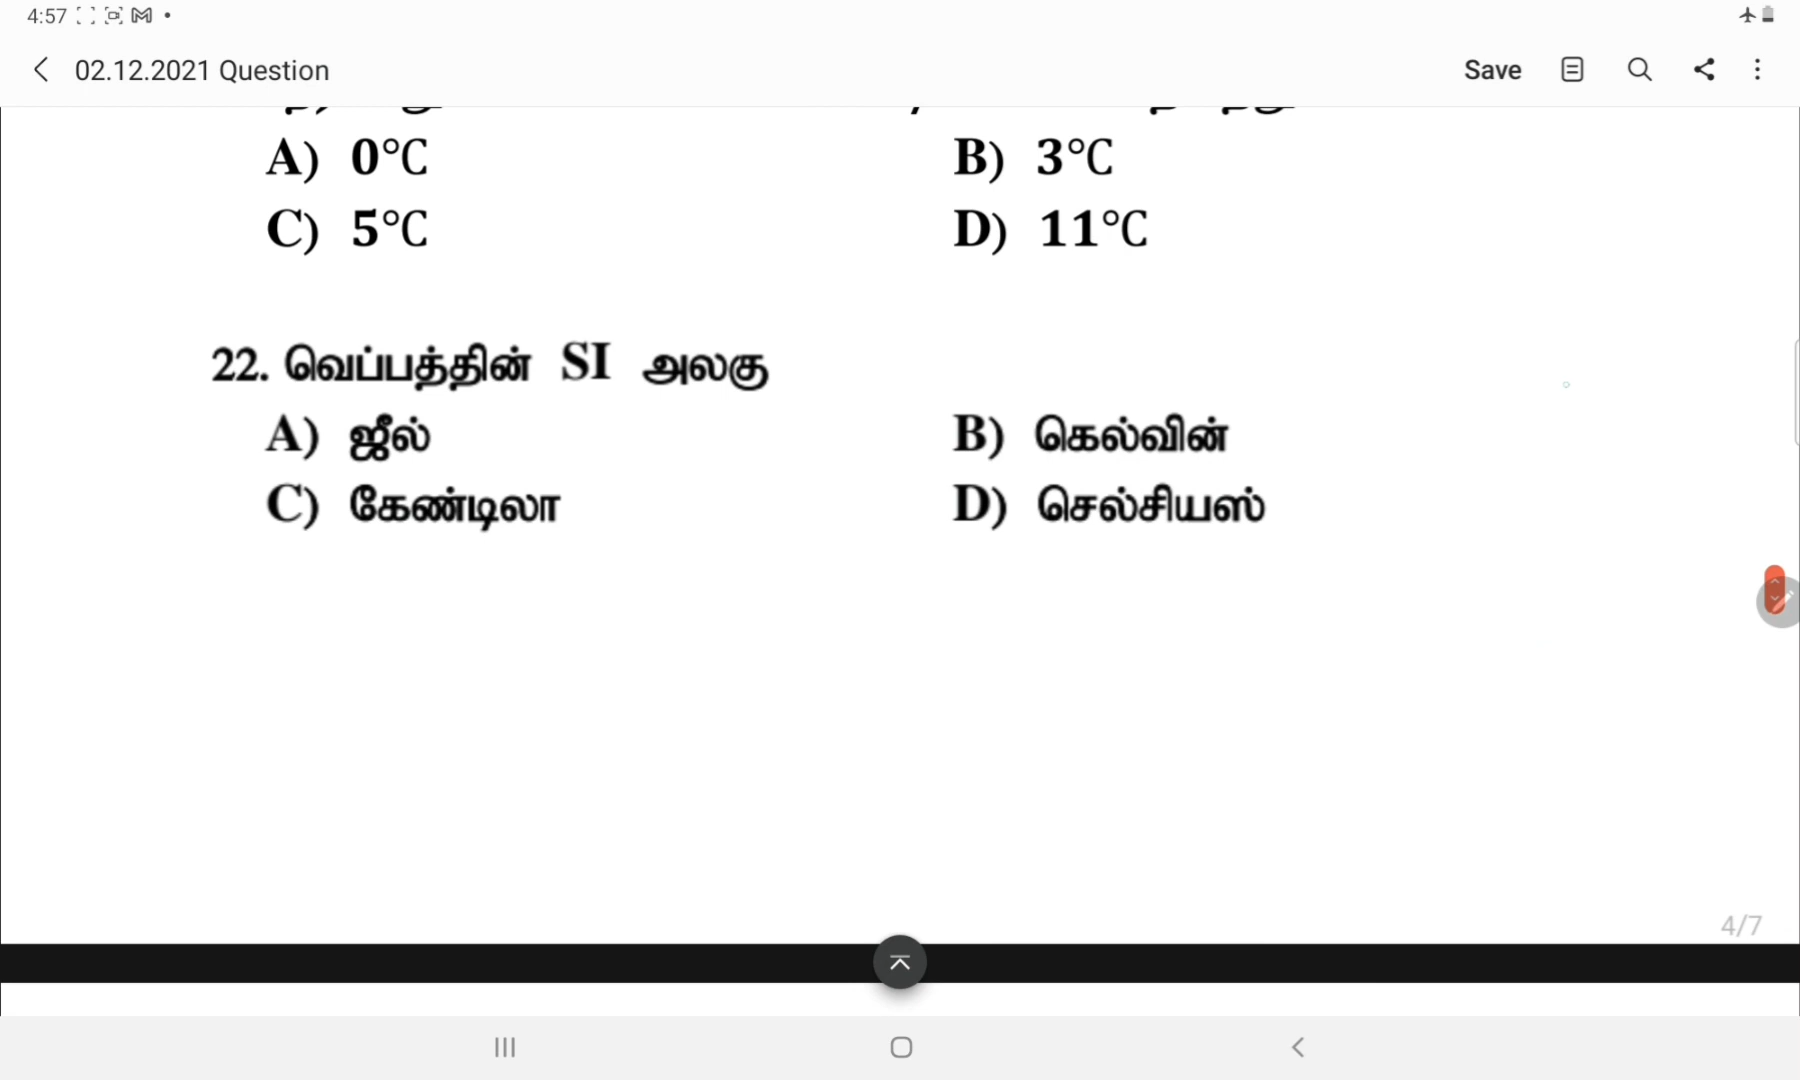 4:57
02.12.2021 Question
Save
A) 0°C B) 3°C
C) 5°C D) 11°C
22. வெப்பத்தின் SI அலகு
A) ஜீல் B) கெல்வின்
C) கேண்டிலா D) செல்சியஸ்
4/7